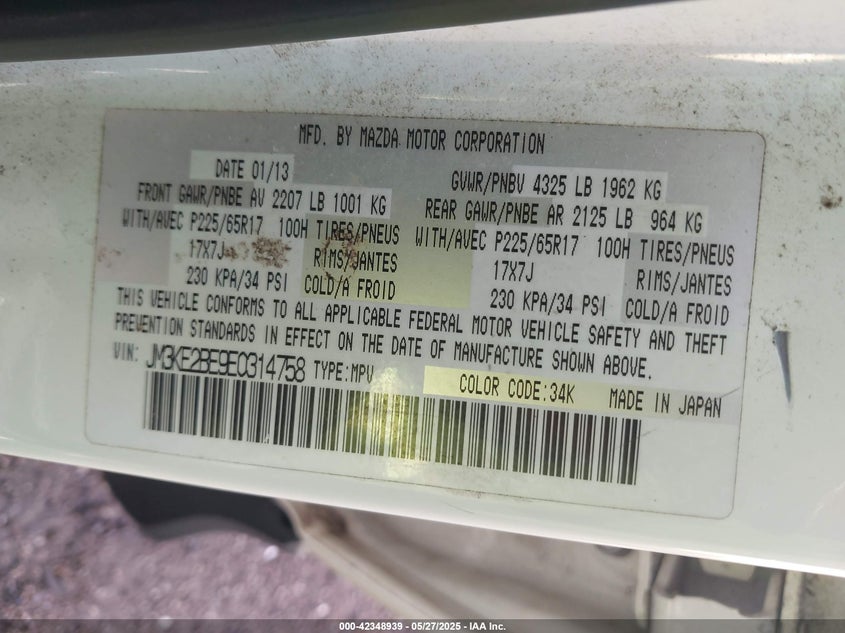 MFD. BY MAZDA MOTOR CORPORATION
DATE 01/13 GVWR/PNBV 4325 LB 1962 KG
FRONT GAWR/PNBE AV 2207 LB 1001 KG REAR GAWR/PNBE AR 2125 LB 964 KG
WITH/AVEC P225/65R17 100H TIRES/PNEUS WITH/AVEC P225/65R17 100H TIRES/PNEUS
17X7J RIMS/JANTES 17X7J RIMS/JANTES
230 KPA/34 PSI COLD/A FROID 230 KPA/34 PSI COLD/A FROID
THIS VEHICLE CONFORMS TO ALL APPLICABLE FEDERAL MOTOR VEHICLE SAFETY AND THEFT
PREVENTION STANDARDS IN EFFECT ON THE DATE OF MANUFACTURE SHOWN ABOVE.
VIN: JM3KE2BE9E0314758 TYPE:MPV COLOR CODE:34K MADE IN JAPAN
000-42348939 - 05/27/2025 - IAA Inc.